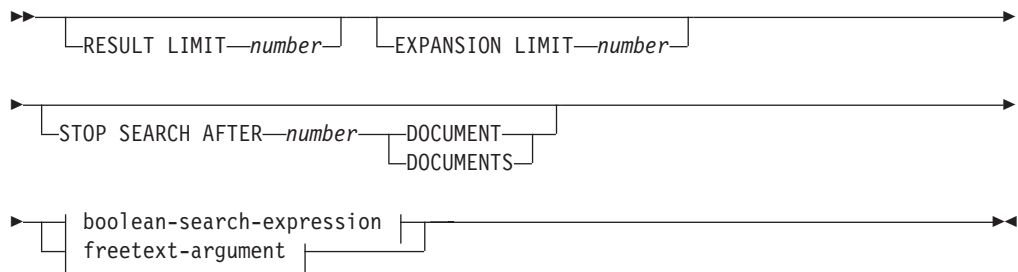 RESULT LIMIT number EXPANSION LIMIT number
STOP SEARCH AFTER number DOCUMENT
DOCUMENTS
boolean-search-expression
freetext-argument